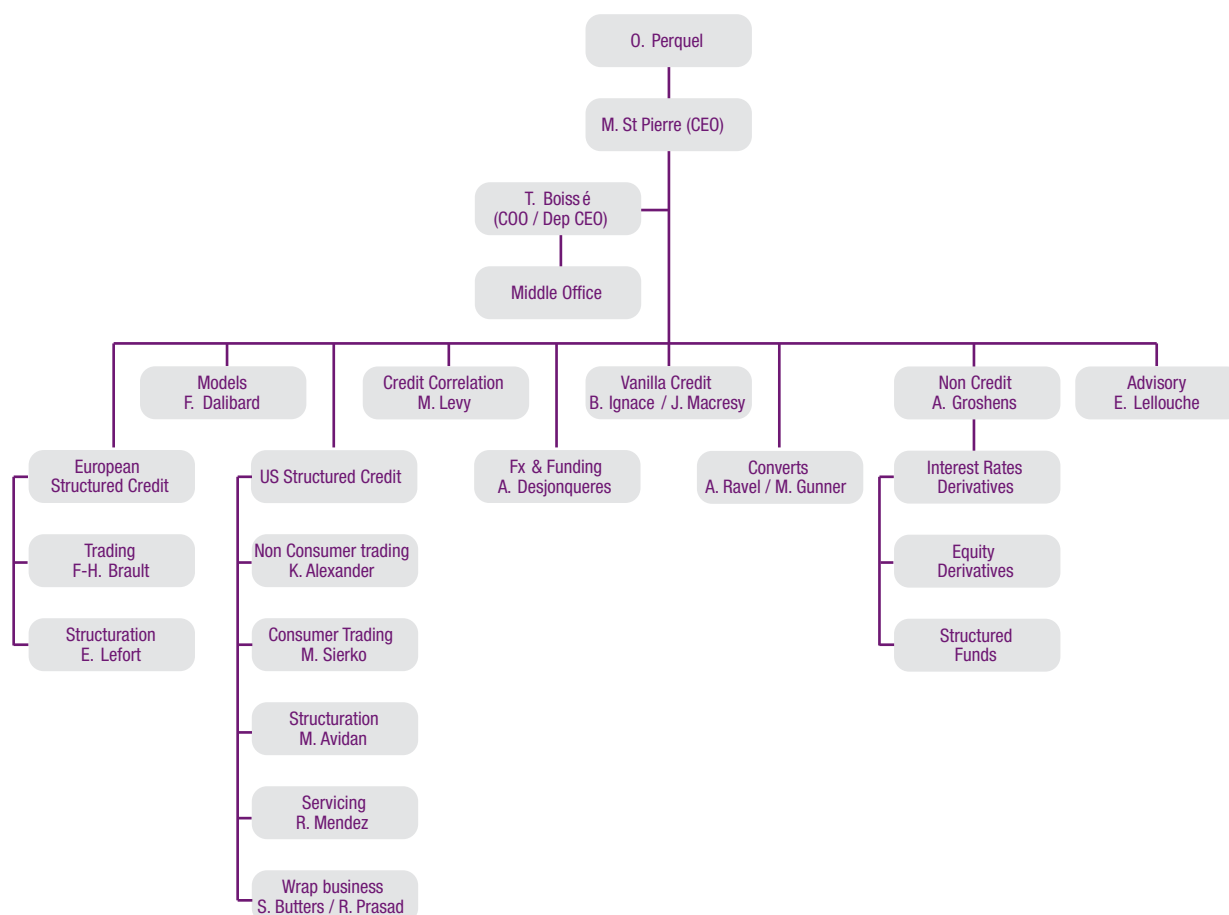 O. Perquel
M. St Pierre (CEO)
T. Boissé
(COO / Dep CEO)
Middle Office
Models
F. Dalibard
Credit Correlation
M. Levy
Vanilla Credit
B. Ignace / J. Macresy
Non Credit
A. Groshens
Advisory
E. Lellouche
European
Structured Credit
US Structured Credit
Fx & Funding
A. Desjonqueres
Converts
A. Ravel / M. Gunner
Interest Rates
Derivatives
Trading
F-H. Brault
Non Consumer trading
K. Alexander
Equity
Derivatives
Structuration
E. Lefort
Consumer Trading
M. Sierko
Structured
Funds
Structuration
M. Avidan
Servicing
R. Mendez
Wrap business
S. Butters / R. Prasad